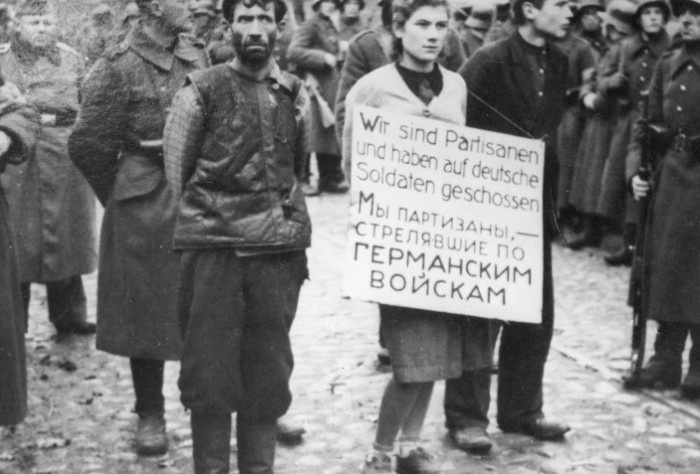 Wir sind Partisanen
und haben auf deutsche
Soldaten geschossen
Мы партизаны,—
стрелявшие по
германским
войскам